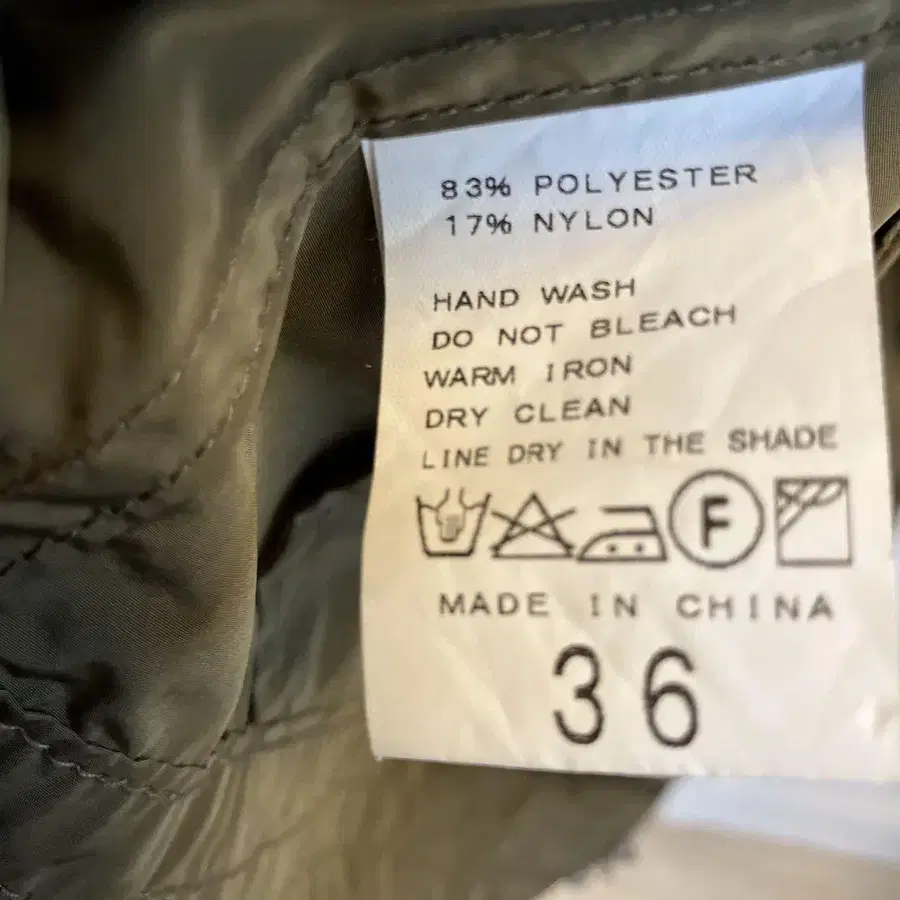 83% POLYESTER
17% NYLON
HAND WASH
DO NOT BLEACH
WARM IRON
DRY CLEAN
LINE DRY IN THE SHADE
F
MADE IN CHINA
36